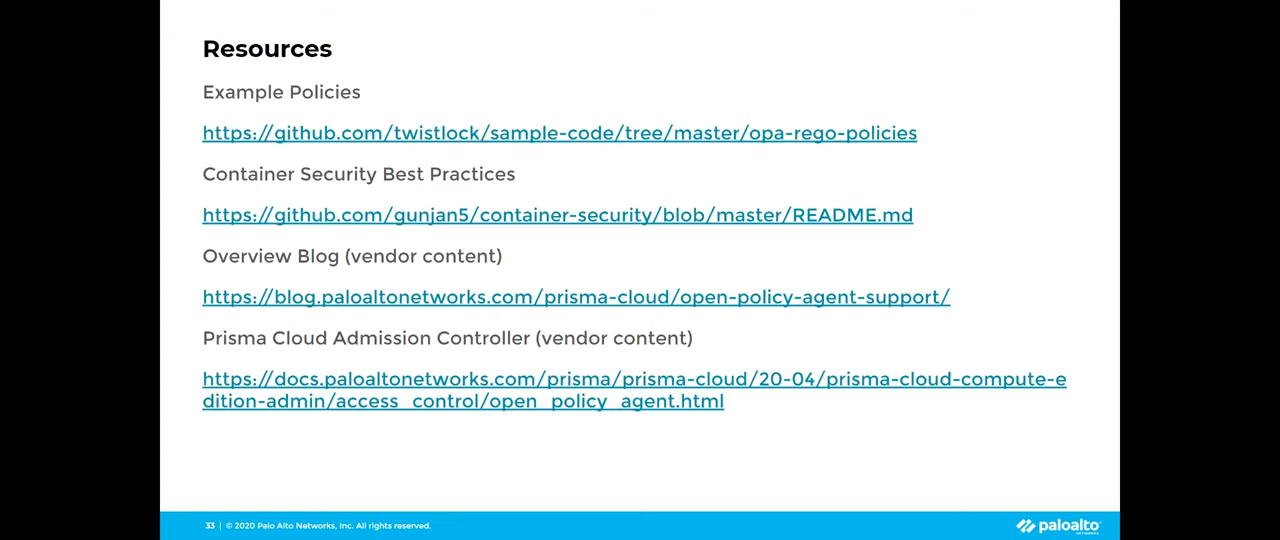 Resources
Example Policies
https://github.com/twistlock/sample-code/tree/master/opa-rego-policies
Container Security Best Practices
https://github.com/gunjan5/container-security/blob/master/README.md
Overview Blog (vendor content)
https://blog.paloaltonetworks.com/prisma-cloud/open-policy-agent-support/
Prisma Cloud Admission Controller (vendor content)
https://docs.paloaltonetworks.com/prisma/prisma-cloud/20-04/prisma-cloud-compute-e
dition-admin/access_control/open_policy_agent.html
33 | © 2020 Palo Alto Networks, Inc. All rights reserved.
paloalto
NETWORKS